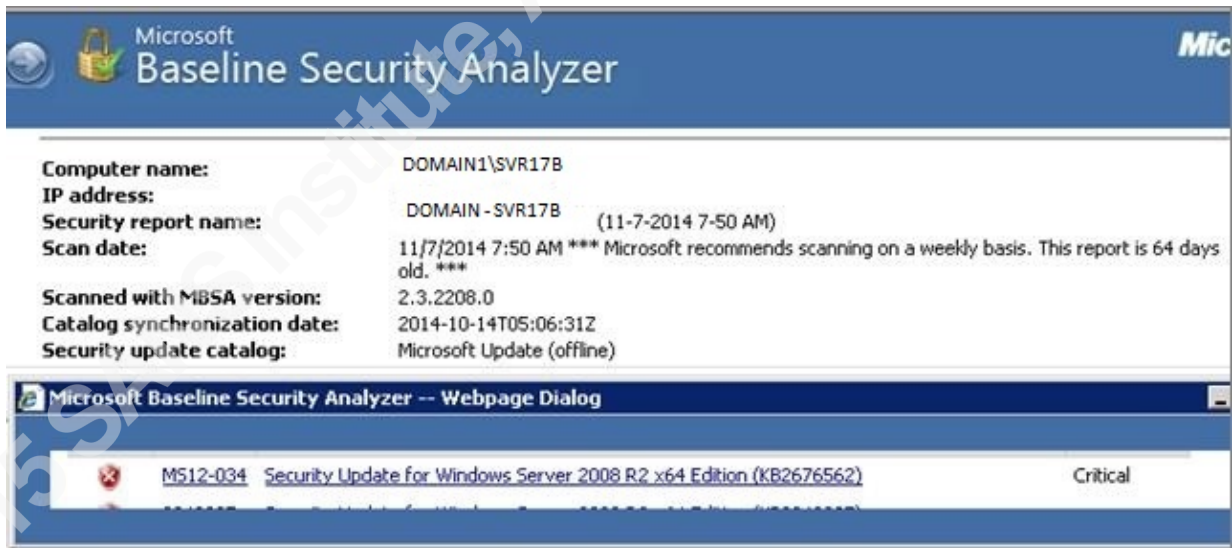 Microsoft
Baseline Security Analyzer
Mic
Computer name: DOMAIN1\SVR17B
IP address:
Security report name: DOMAIN-SVR17B (11-7-2014 7-50 AM)
Scan date: 11/7/2014 7:50 AM *** Microsoft recommends scanning on a weekly basis. This report is 64 days
old. ***
Scanned with MBSA version: 2.3.2208.0
Catalog synchronization date: 2014-10-14T05:06:31Z
Security update catalog: Microsoft Update (offline)
Microsoft Baseline Security Analyzer -- Webpage Dialog
MS12-034 Security Update for Windows Server 2008 R2 x64 Edition (KB2676562) Critical
5 SANS Institute,